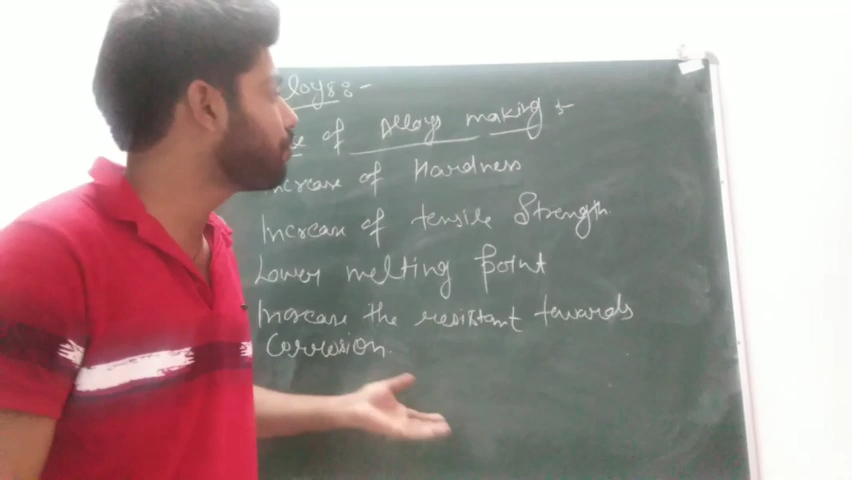 lloys :-
se of Alloys making :-
ncrease of Hardness
Increase of tensile Strength.
Lower melting point
Increase the resistant towards
Corrosion.